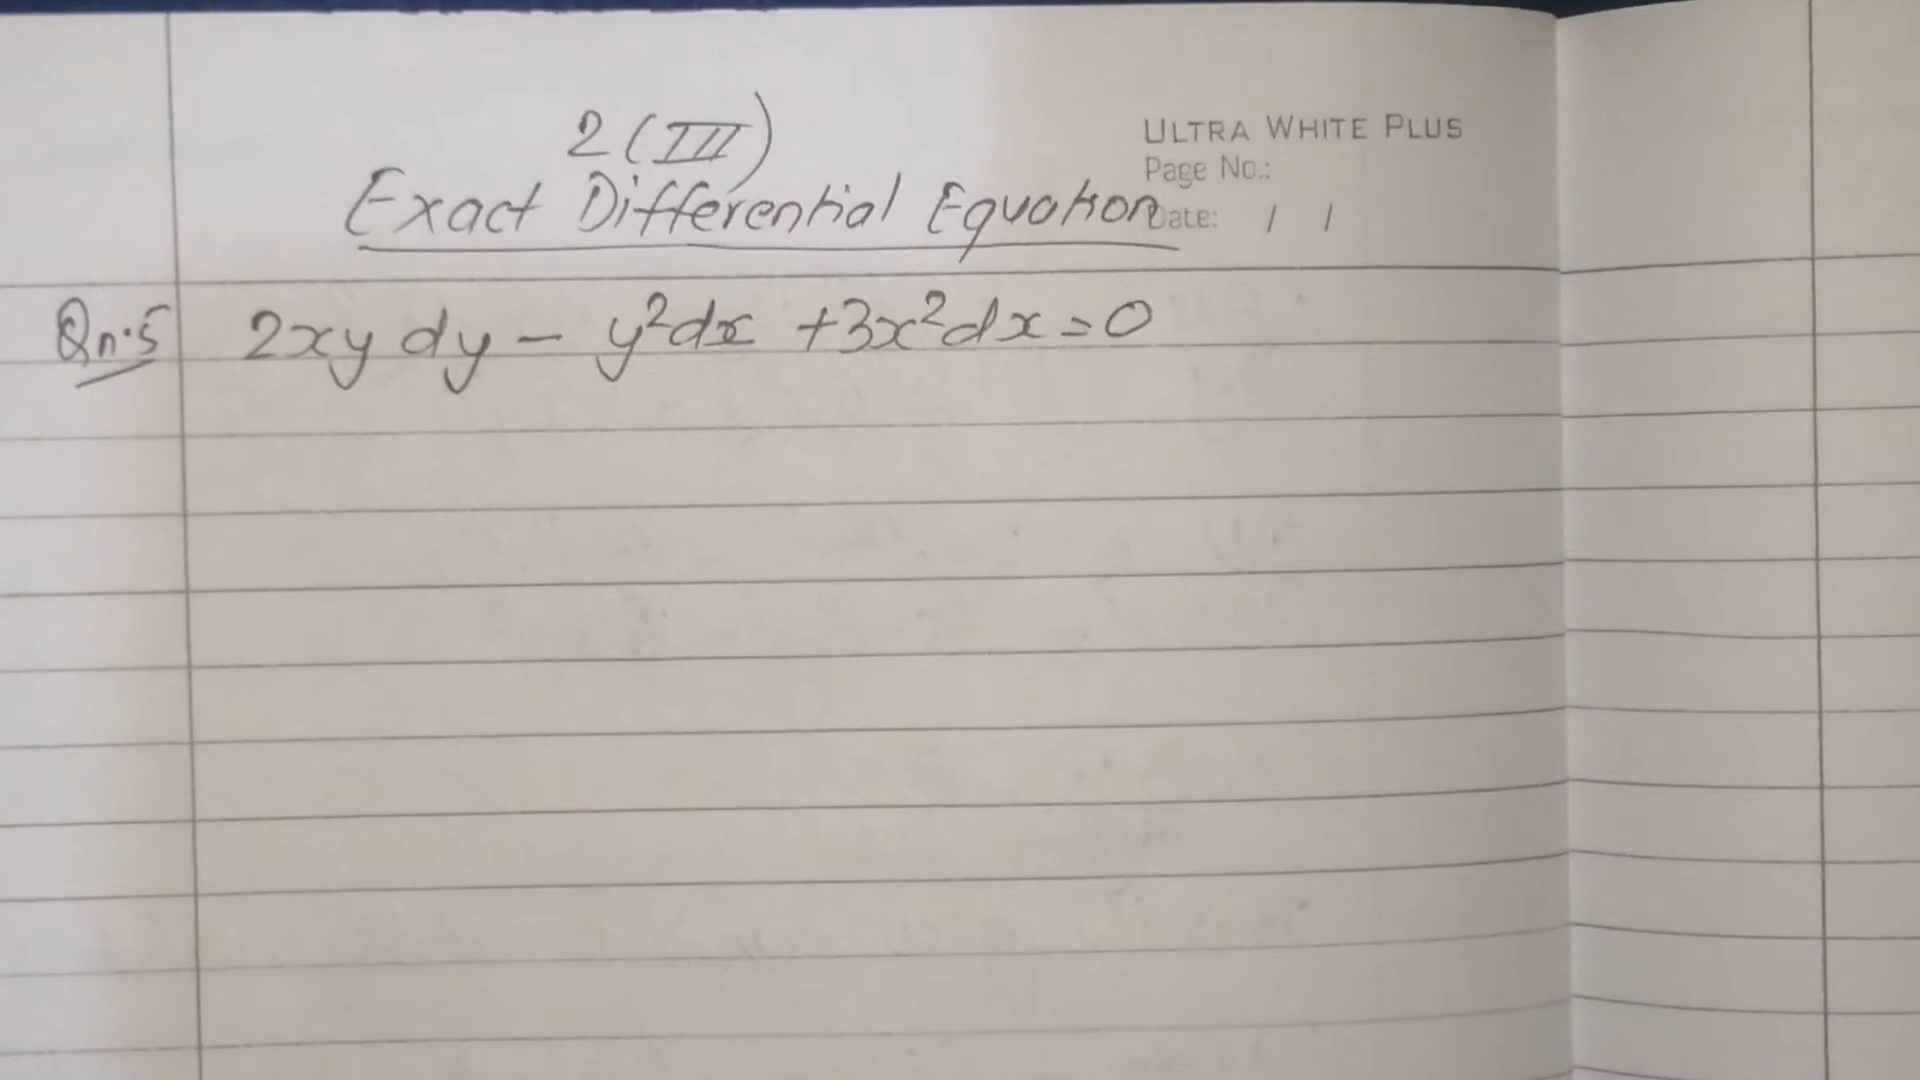 2 (III)
ULTRA WHITE PLUS
Page No.:
Exact Differential Equation
Date: / /
Qn.5 2xy dy - y²dx +3x²dx=0